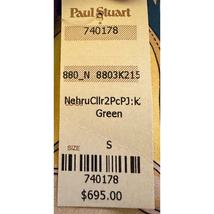 Paul Stuart
740178
880_N 8803K215
NehruCllr2PcPJ:K
Green
SIZE
S
740178
$695.00